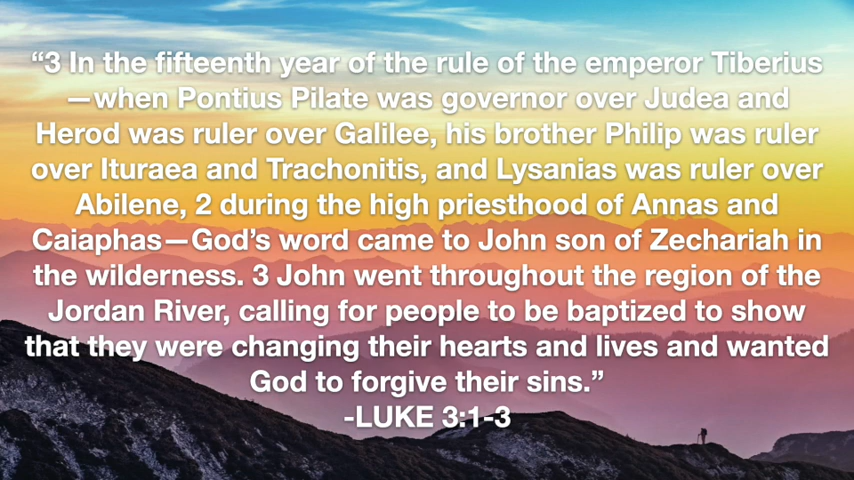 “3 In the fifteenth year of the rule of the emperor Tiberius
—when Pontius Pilate was governor over Judea and
Herod was ruler over Galilee, his brother Philip was ruler
over Ituraea and Trachonitis, and Lysanias was ruler over
Abilene, 2 during the high priesthood of Annas and
Caiaphas—God’s word came to John son of Zechariah in
the wilderness. 3 John went throughout the region of the
Jordan River, calling for people to be baptized to show
that they were changing their hearts and lives and wanted
God to forgive their sins.”
-LUKE 3:1-3